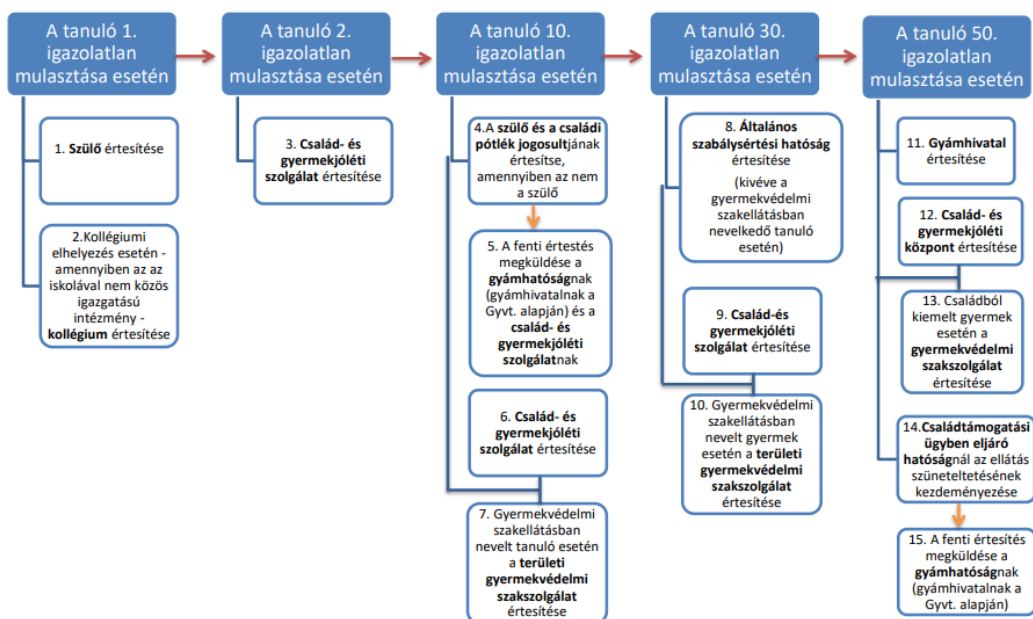 A tanuló 1.
igazolatlan
mulasztása esetén
1. Szülő értesítése
2.Kollégiumi
elhelyezés esetén -
amennyiben az az
iskolával nem közös
igazgatású
intézmény -
kollégium értesítése
A tanuló 2.
igazolatlan
mulasztása esetén
3. Család- és
gyermekjóléti
szolgálat értesítése
A tanuló 10.
igazolatlan
mulasztása esetén
4.A szülő és a családi
pótlék jogosultjának
értesítse,
amennyiben az nem
a szülő
5. A fenti értestés
megküldése a
gyámhatóságnak
(gyámhivatalnak a
Gyvt. alapján) és a
család- és
gyermekjóléti
szolgálatnak
6. Család- és
gyermekjóléti
szolgálat értesítése
7. Gyermekvédelmi
szakellátásban
nevelt tanuló esetén
a területi
gyermekvédelmi
szakszolgálat
értesítése
A tanuló 30.
igazolatlan
mulasztása esetén
8. Általános
szabálysértési hatóság
értesítése
(kivéve a
gyermekvédelmi
szakellátásban
nevelkedő tanuló
esetén)
9. Család-és
gyermekjóléti
szolgálat értesítése
10. Gyermekvédelmi
szakellátásban
nevelt gyermek
esetén a területi
gyermekvédelmi
szakszolgálat
értesítése
A tanuló 50.
igazolatlan
mulasztása esetén
11. Gyámhivatal
értesítése
12. Család- és
gyermekjóléti
központ értesítése
13. Családból
kiemelt gyermek
esetén a
gyermekvédelmi
szakszolgálat
értesítése
14.Családtámogatási
ügyben eljáró
hatóságnál az ellátás
szüneteltetésének
kezdeményezése
15. A fenti értesítés
megküldése a
gyámhatóságnak
(gyámhivatalnak a
Gyvt. alapján)